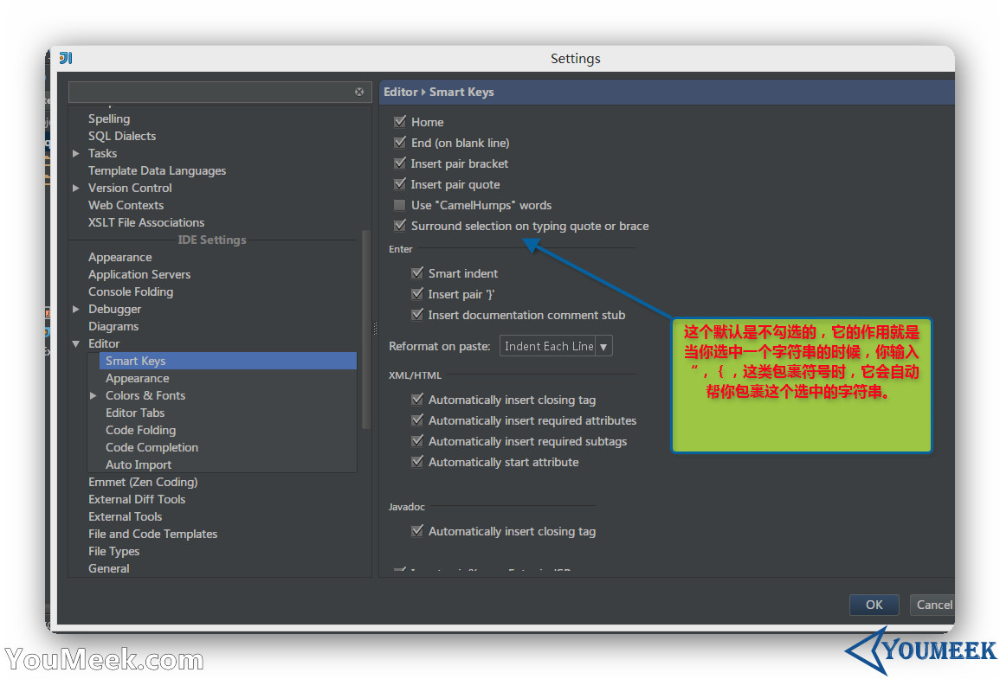 Settings
Editor Smart Keys
Spelling
SQL Dialects
Tasks
Template Data Languages
Version Control
Web Contexts
XSLT File Associations
IDE Settings
Appearance
Application Servers
Console Folding
Debugger
Diagrams
Editor
Smart Keys
Appearance
Colors & Fonts
Editor Tabs
Code Folding
Code Completion
Auto Import
Emmet (Zen Coding)
External Diff Tools
External Tools
File and Code Templates
File Types
General
Home
End (on blank line)
Insert pair bracket
Insert pair quote
Use "CamelHumps" words
Surround selection on typing quote or brace
Enter
Smart indent
Insert pair '}'
Insert documentation comment stub
Reformat on paste: Indent Each Line
XML/HTML
Automatically insert closing tag
Automatically insert required attributes
Automatically insert required subtags
Automatically start attribute
Javadoc
Automatically insert closing tag
这个默认是不勾选的，它的作用就是
当你选中一个字符串的时候，你输入
“，{，这类包裹符号时，它会自动
帮你包裹这个选中的字符串。
OK
Cancel
YouMeek.com
YOUMEEK